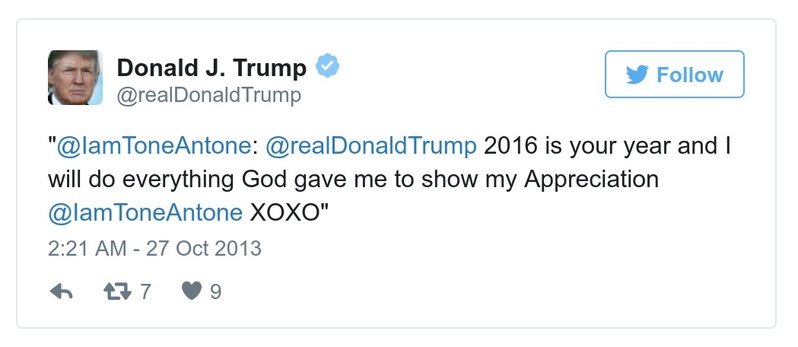 Donald J. Trump
@realDonaldTrump
Follow
"@IamToneAntone: @realDonaldTrump 2016 is your year and I
will do everything God gave me to show my Appreciation
@IamToneAntone XOXO"
2:21 AM - 27 Oct 2013
7 9